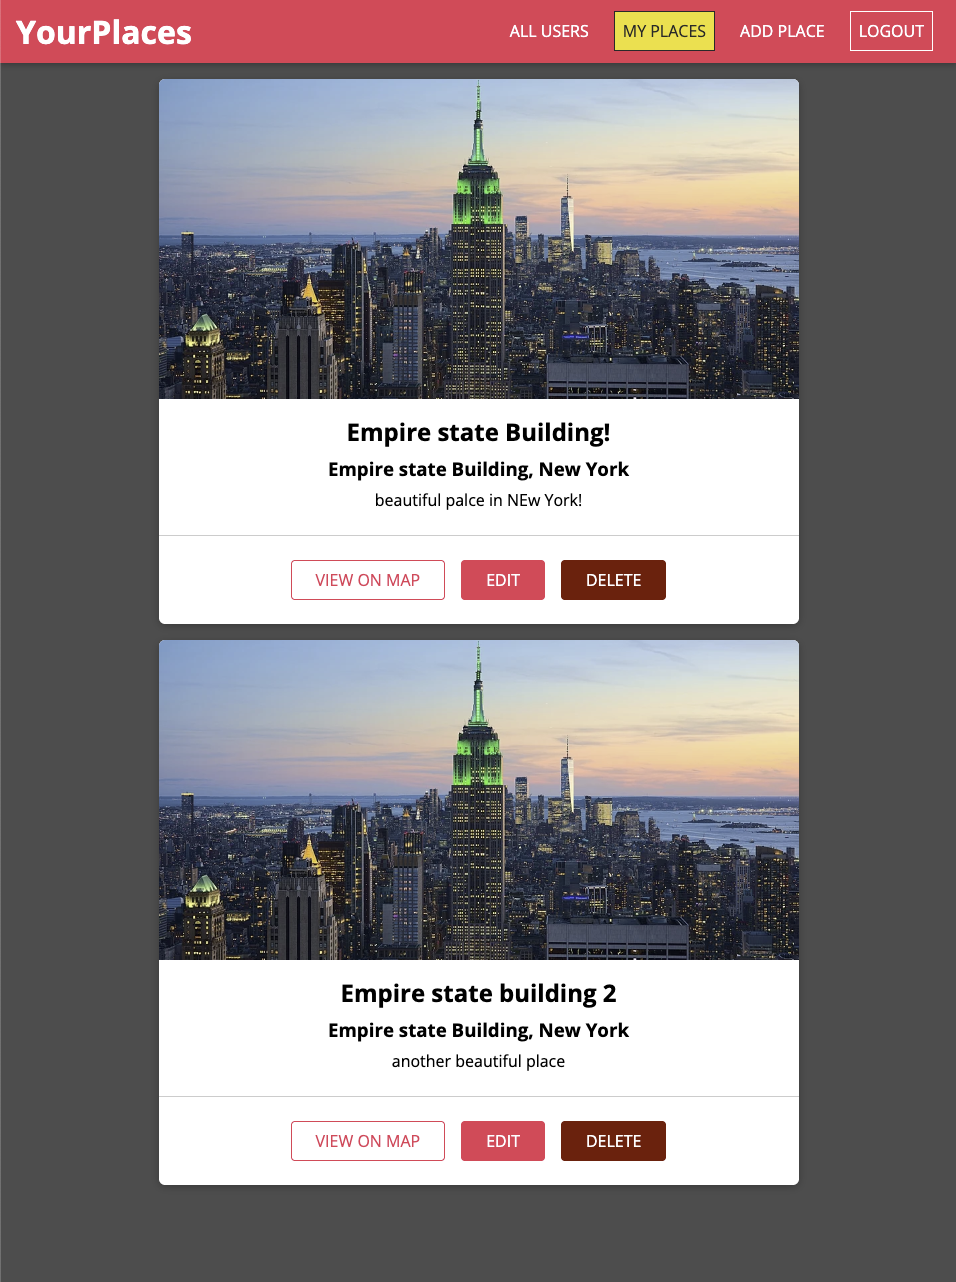 YourPlaces
ALL USERS MY PLACES ADD PLACE LOGOUT
Empire state Building!
Empire state Building, New York
beautiful palce in NEw York!
VIEW ON MAP EDIT DELETE
Empire state building 2
Empire state Building, New York
another beautiful place
VIEW ON MAP EDIT DELETE